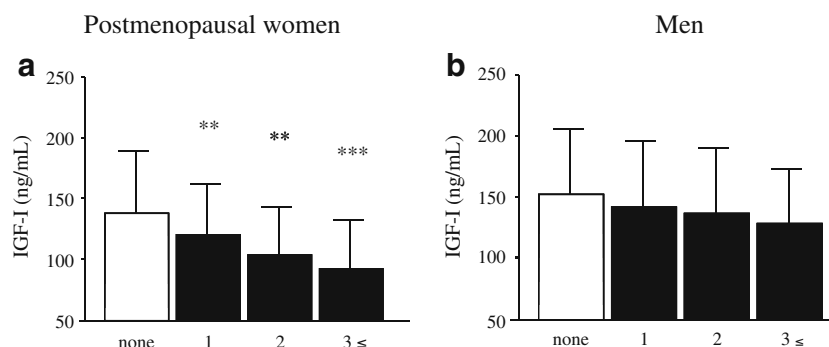 Postmenopausal women
Men
a
250
200
150
100
50
IGF-I (ng/mL)
**
**
***
none 1 2 3 ≤
b
250
200
150
100
50
IGF-I (ng/mL)
none 1 2 3 ≤